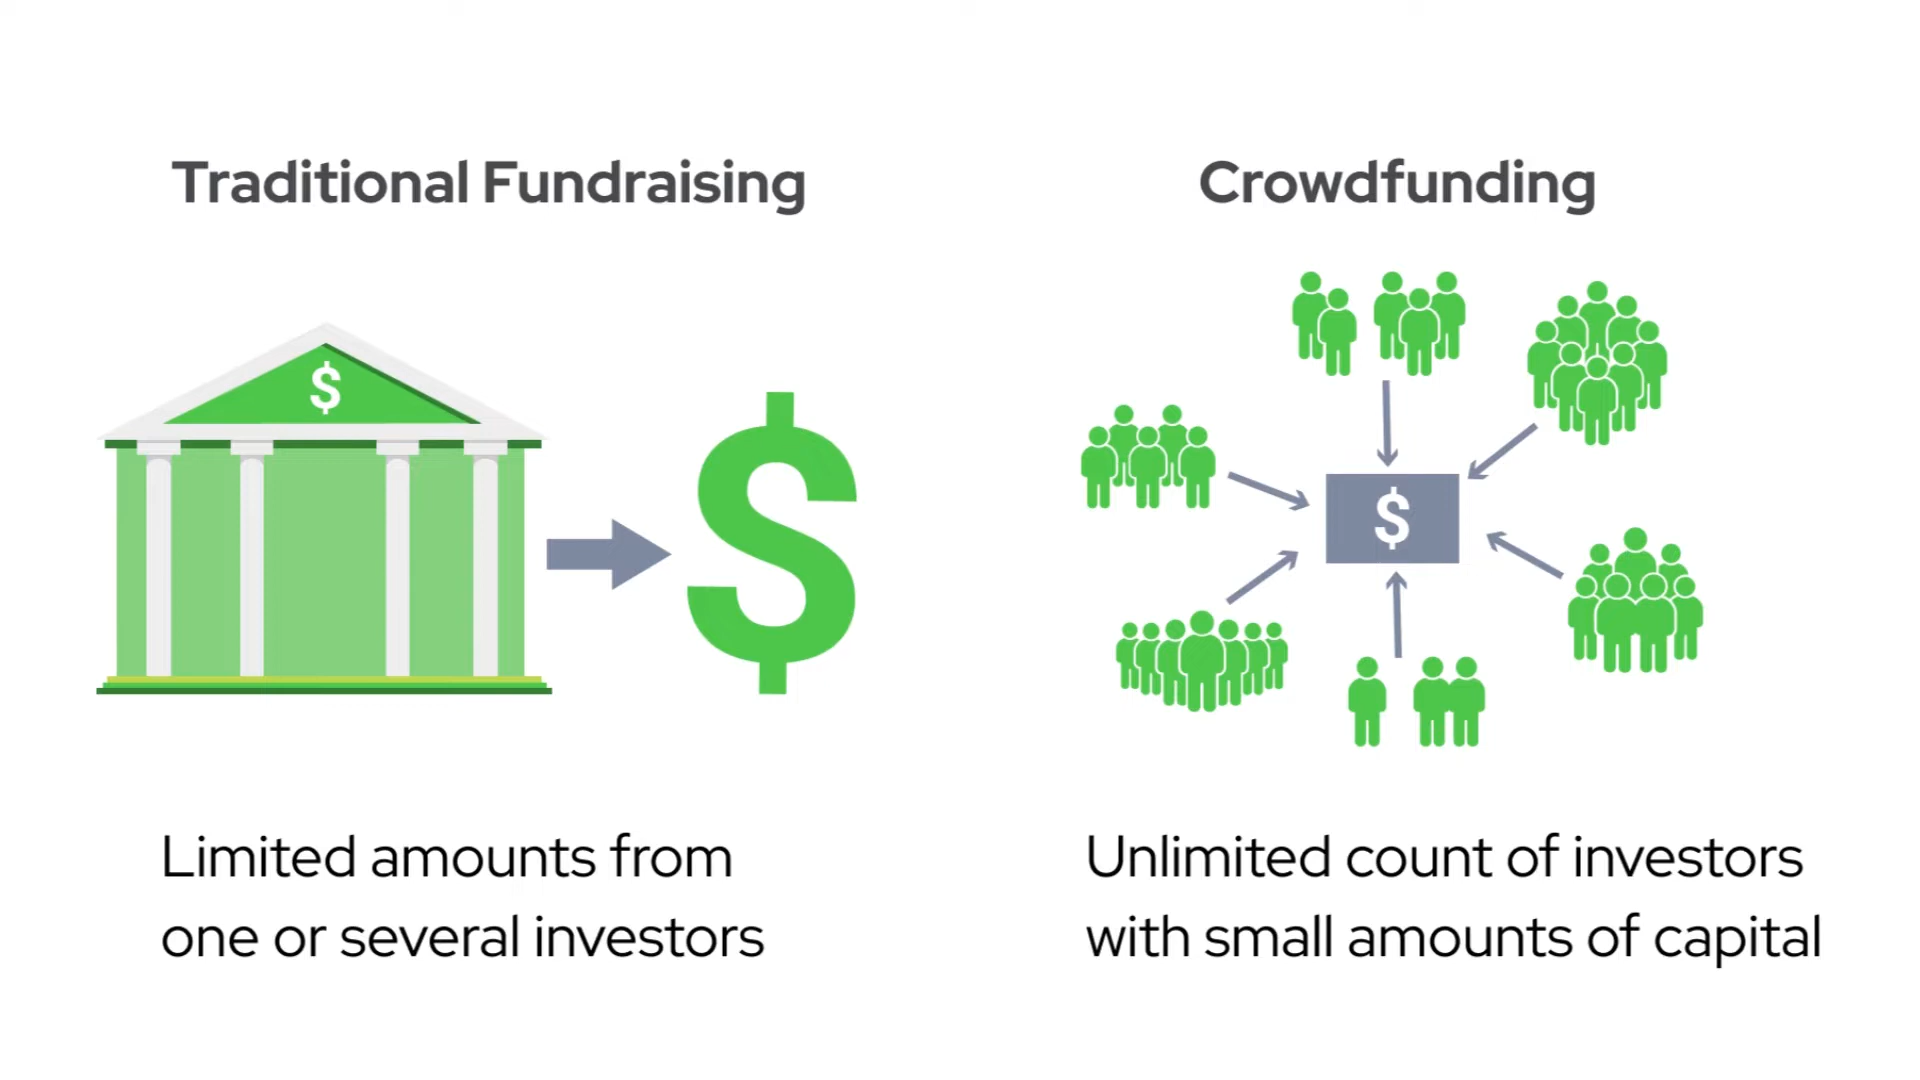 Traditional Fundraising
Crowdfunding
$
$
$
Limited amounts from
one or several investors
Unlimited count of investors
with small amounts of capital